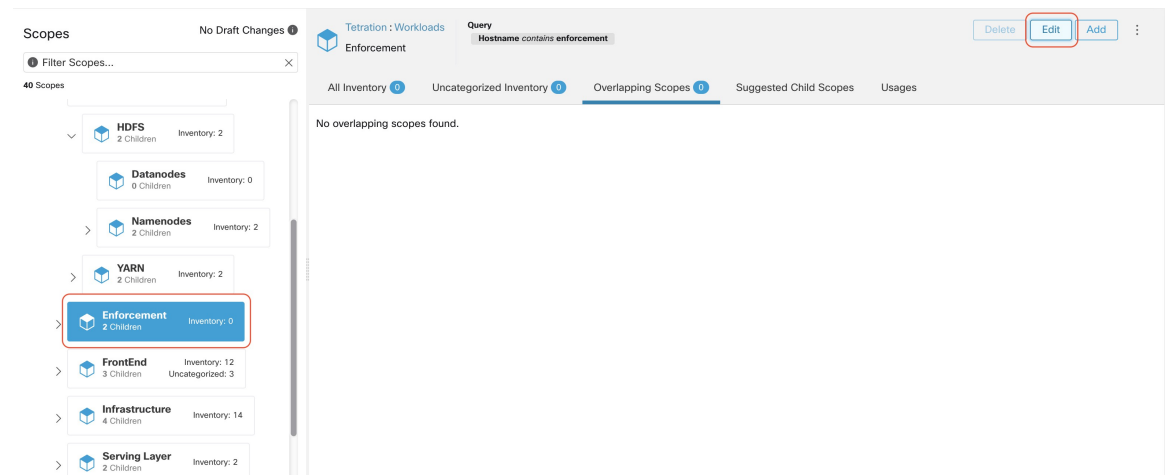 Scopes
No Draft Changes
Filter Scopes...
40 Scopes
HDFS
2 Children
Inventory: 2
Datanodes
0 Children
Inventory: 0
Namenodes
2 Children
Inventory: 2
YARN
2 Children
Inventory: 2
Enforcement
2 Children
Inventory: 0
FrontEnd
3 Children
Inventory: 12
Uncategorized: 3
Infrastructure
4 Children
Inventory: 14
Serving Layer
2 Children
Inventory: 2
Tetration : Workloads
Enforcement
Query
Hostname contains enforcement
Delete Edit Add
All Inventory 0 Uncategorized Inventory 0 Overlapping Scopes 0 Suggested Child Scopes Usages
No overlapping scopes found.